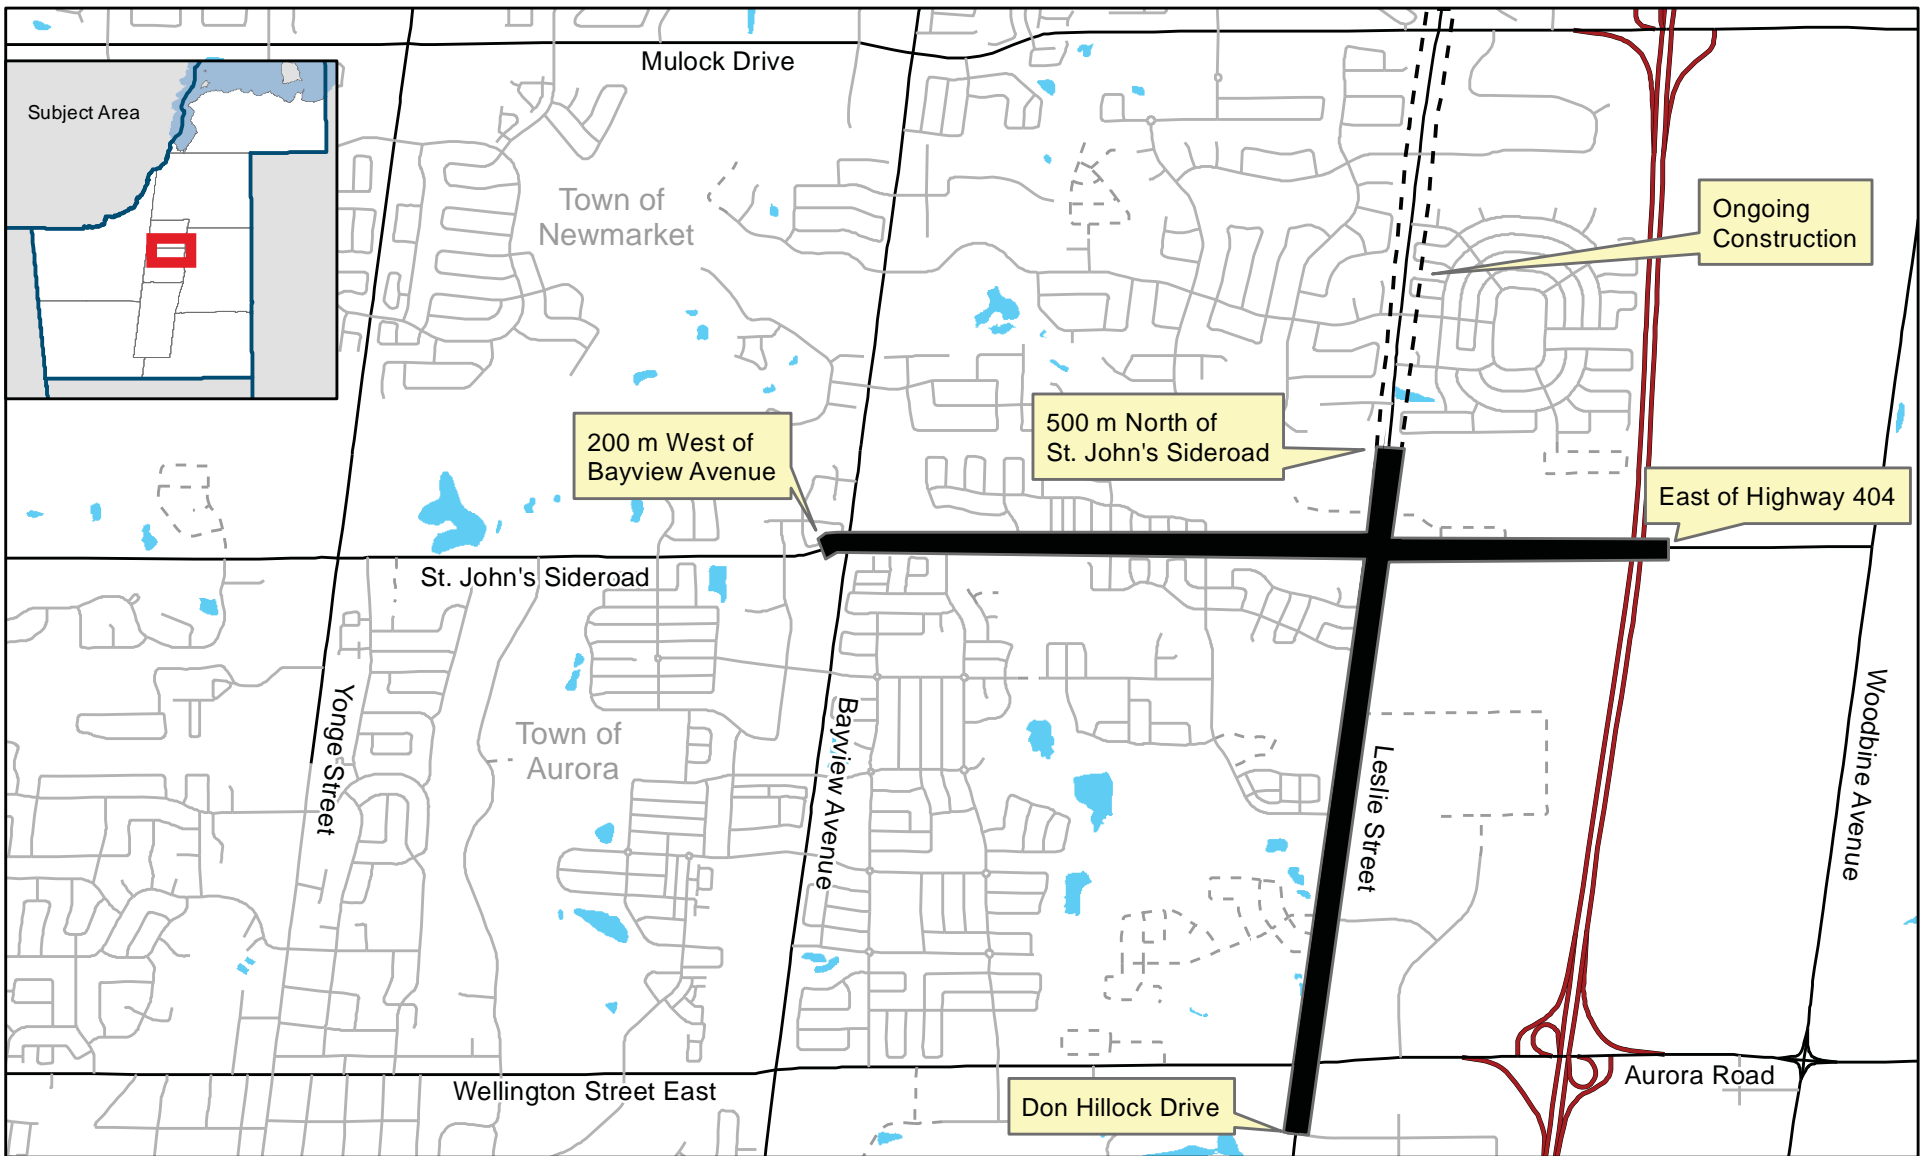 Mulock Drive
Subject Area
Town of
Newmarket
Ongoing
Construction
200 m West of
Bayview Avenue
500 m North of
St. John's Sideroad
East of Highway 404
St. John's Sideroad
Yonge Street
Town of
Aurora
Bayview Avenue
Leslie Street
Woodbine Avenue
Wellington Street East
Don Hillock Drive
Aurora Road